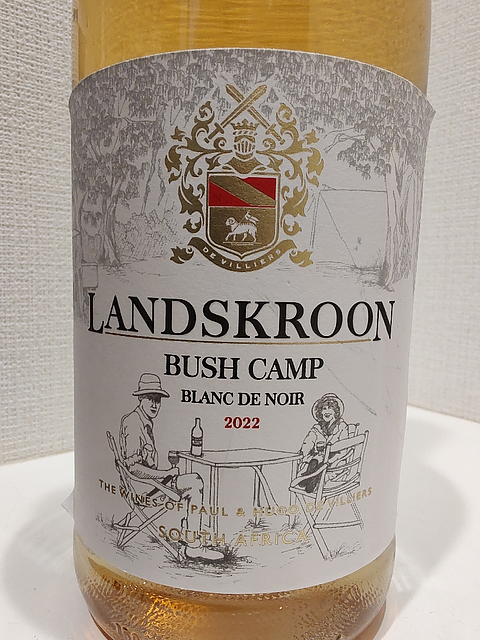 DE VILLIERS
LANDSKROON
BUSH CAMP
BLANC DE NOIR
2022
THE WINES OF PAUL & HUGO DE VILLIERS
SOUTH AFRICA